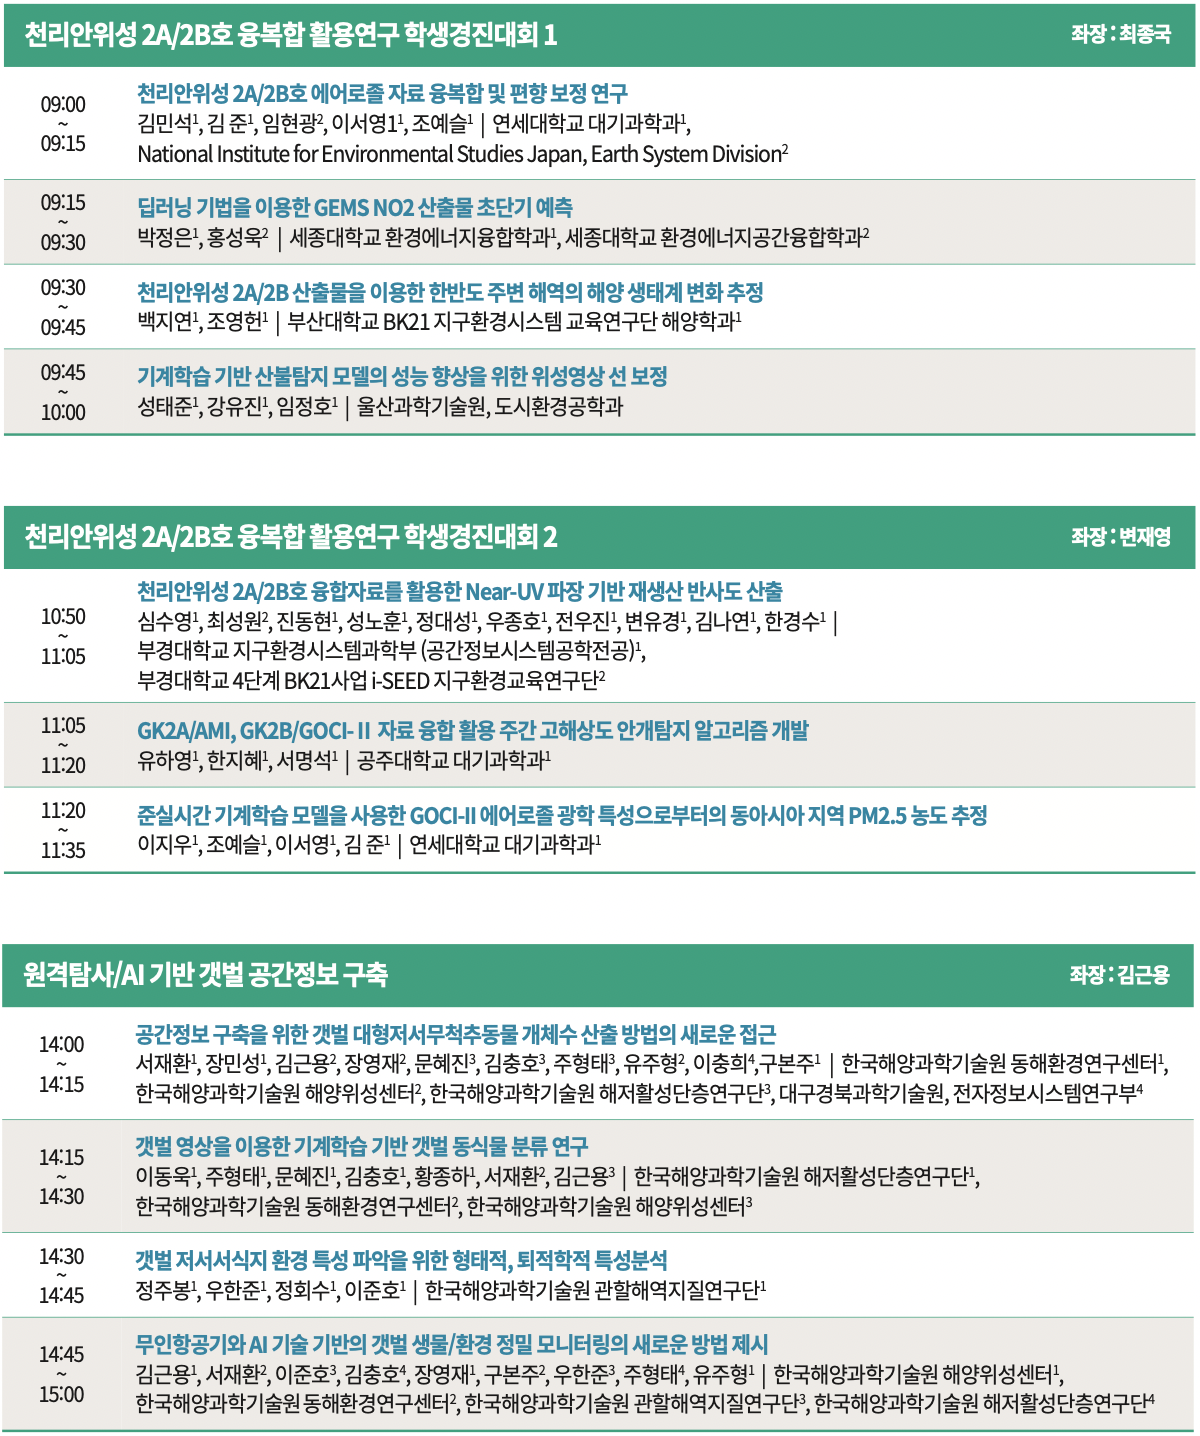 천리안위성 2A/2B호 융복합 활용연구 학생경진대회 1
좌장 : 최종국
09:00
~
09:15
천리안위성 2A/2B호 에어로졸 자료 융복합 및 편향 보정 연구
김민석¹, 김 준¹, 임현광², 이서영1¹, 조예슬¹ | 연세대학교 대기과학과¹,
National Institute for Environmental Studies Japan, Earth System Division²
09:15
~
09:30
딥러닝 기법을 이용한 GEMS NO2 산출물 초단기 예측
박정은¹, 홍성욱² | 세종대학교 환경에너지융합학과¹, 세종대학교 환경에너지공간융합학과²
09:30
~
09:45
천리안위성 2A/2B 산출물을 이용한 한반도 주변 해역의 해양 생태계 변화 추정
백지연¹, 조영헌¹ | 부산대학교 BK21 지구환경시스템 교육연구단 해양학과¹
09:45
~
10:00
기계학습 기반 산불탐지 모델의 성능 향상을 위한 위성영상 선 보정
성태준¹, 강유진¹, 임정호¹ | 울산과학기술원, 도시환경공학과
천리안위성 2A/2B호 융복합 활용연구 학생경진대회 2
좌장 : 변재영
10:50
~
11:05
천리안위성 2A/2B호 융합자료를 활용한 Near-UV 파장 기반 재생산 반사도 산출
심수영¹, 최성원², 진동현¹, 성노훈¹, 정대성¹, 우종호¹, 전우진¹, 변유경¹, 김나연¹, 한경수¹ |
부경대학교 지구환경시스템과학부 (공간정보시스템공학전공)¹,
부경대학교 4단계 BK21사업 i-SEED 지구환경교육연구단²
11:05
~
11:20
GK2A/AMI, GK2B/GOCI-Ⅱ 자료 융합 활용 주간 고해상도 안개탐지 알고리즘 개발
유하영¹, 한지혜¹, 서명석¹ | 공주대학교 대기과학과¹
11:20
~
11:35
준실시간 기계학습 모델을 사용한 GOCI-II 에어로졸 광학 특성으로부터의 동아시아 지역 PM2.5 농도 추정
이지우¹, 조예슬¹, 이서영¹, 김 준¹ | 연세대학교 대기과학과¹
원격탐사/AI 기반 갯벌 공간정보 구축
좌장 : 김근용
14:00
~
14:15
공간정보 구축을 위한 갯벌 대형저서무척추동물 개체수 산출 방법의 새로운 접근
서재환¹, 장민성¹, 김근용², 장영재², 문혜진³, 김충호³, 주형태³, 유주형², 이충희⁴,구본주¹ | 한국해양과학기술원 동해환경연구센터¹,
한국해양과학기술원 해양위성센터², 한국해양과학기술원 해저활성단층연구단³, 대구경북과학기술원, 전자정보시스템연구부⁴
14:15
~
14:30
갯벌 영상을 이용한 기계학습 기반 갯벌 동식물 분류 연구
이동욱¹, 주형태¹, 문혜진¹, 김충호¹, 황종하¹, 서재환², 김근용³ | 한국해양과학기술원 해저활성단층연구단¹,
한국해양과학기술원 동해환경연구센터², 한국해양과학기술원 해양위성센터³
14:30
~
14:45
갯벌 저서서식지 환경 특성 파악을 위한 형태적, 퇴적학적 특성분석
정주봉¹, 우한준¹, 정회수¹, 이준호¹ | 한국해양과학기술원 관할해역지질연구단¹
14:45
~
15:00
무인항공기와 AI 기술 기반의 갯벌 생물/환경 정밀 모니터링의 새로운 방법 제시
김근용¹, 서재환², 이준호³, 김충호⁴, 장영재¹, 구본주², 우한준³, 주형태⁴, 유주형¹ | 한국해양과학기술원 해양위성센터¹,
한국해양과학기술원 동해환경연구센터², 한국해양과학기술원 관할해역지질연구단³, 한국해양과학기술원 해저활성단층연구단⁴